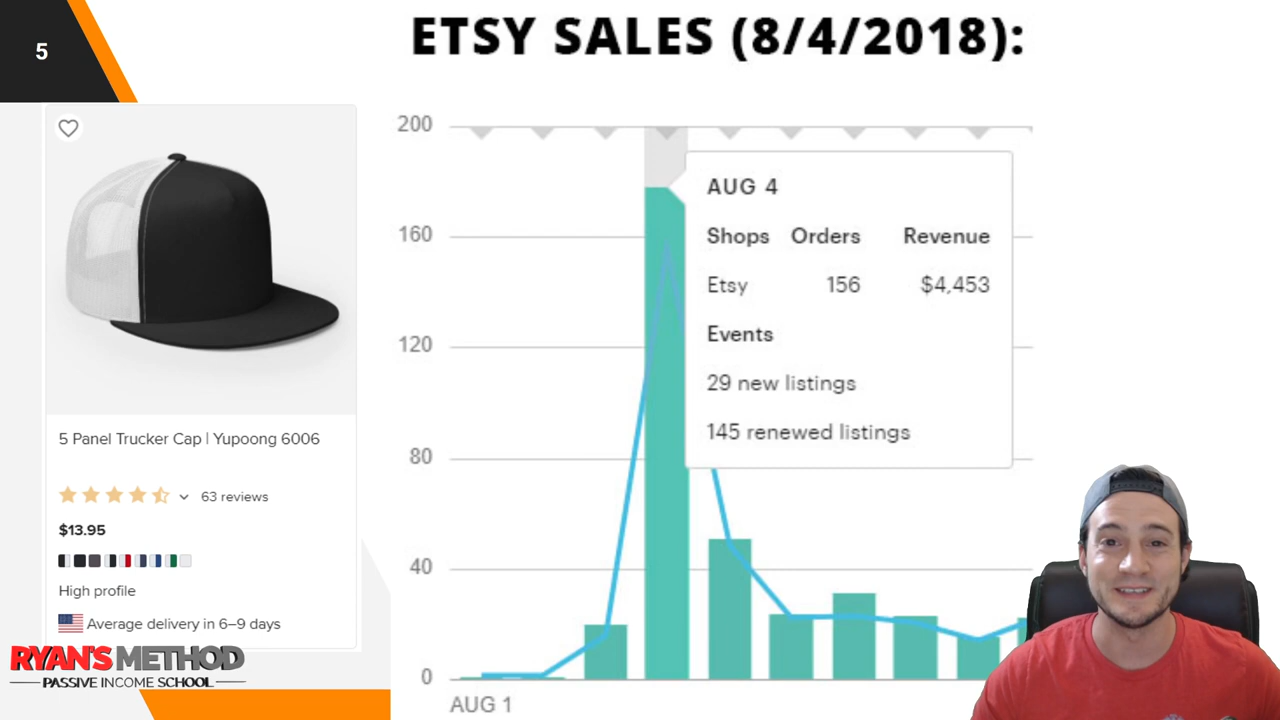 5
ETSY SALES (8/4/2018):
5 Panel Trucker Cap | Yupoong 6006
63 reviews
$13.95
High profile
Average delivery in 6–9 days
RYAN'S METHOD
PASSIVE INCOME SCHOOL
200
160
120
80
40
0
AUG 1
AUG 4
Shops Orders Revenue
Etsy 156 $4,453
Events
29 new listings
145 renewed listings